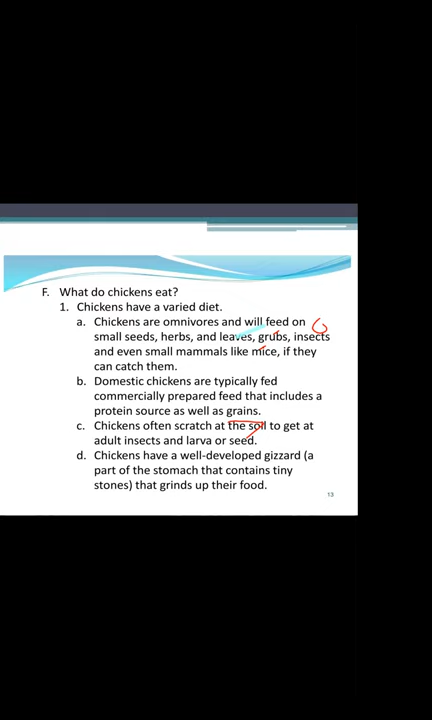 F. What do chickens eat?
1. Chickens have a varied diet.
a. Chickens are omnivores and will feed on
small seeds, herbs, and leaves, grubs, insects
and even small mammals like mice, if they
can catch them.
b. Domestic chickens are typically fed
commercially prepared feed that includes a
protein source as well as grains.
c. Chickens often scratch at the soil to get at
adult insects and larva or seed.
d. Chickens have a well-developed gizzard (a
part of the stomach that contains tiny
stones) that grinds up their food.
13